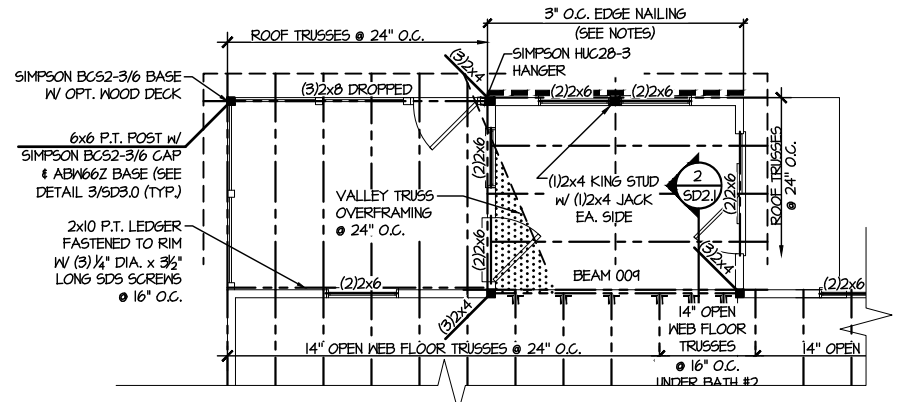 3" O.C. EDGE NAILING
(SEE NOTES)
ROOF TRUSSES @ 24" O.C.
(3)2x4
SIMPSON HUC28-3
HANGER
SIMPSON BCS2-3/6 BASE
W/ OPT. WOOD DECK
(3)2x8 DROPPED
(2)2x6
(2)2x6
6x6 P.T. POST W/
SIMPSON BCS2-3/6 CAP
& ABW66Z BASE (SEE
DETAIL 3/SD3.0 (TYP.)
(2)2x6
ROOF TRUSSES
@ 24" O.C.
2
SD2.1
(2)2x6
VALLEY TRUSS
OVERFRAMING
@ 24" O.C.
(1)2x4 KING STUD
W/ (1)2x4 JACK
EA. SIDE
2x10 P.T. LEDGER
FASTENED TO RIM
W/ (3) 1/4" DIA. x 3 1/2"
LONG SDS SCREWS
@ 16" O.C.
(2)2x6
(3)2x4
BEAM 009
(2)2x6
(2)2x6
(3)2x4
14" OPEN WEB FLOOR TRUSSES @ 24" O.C.
14" OPEN
WEB FLOOR
TRUSSES
@ 16" O.C.
UNDER BATH #2
14" OPEN